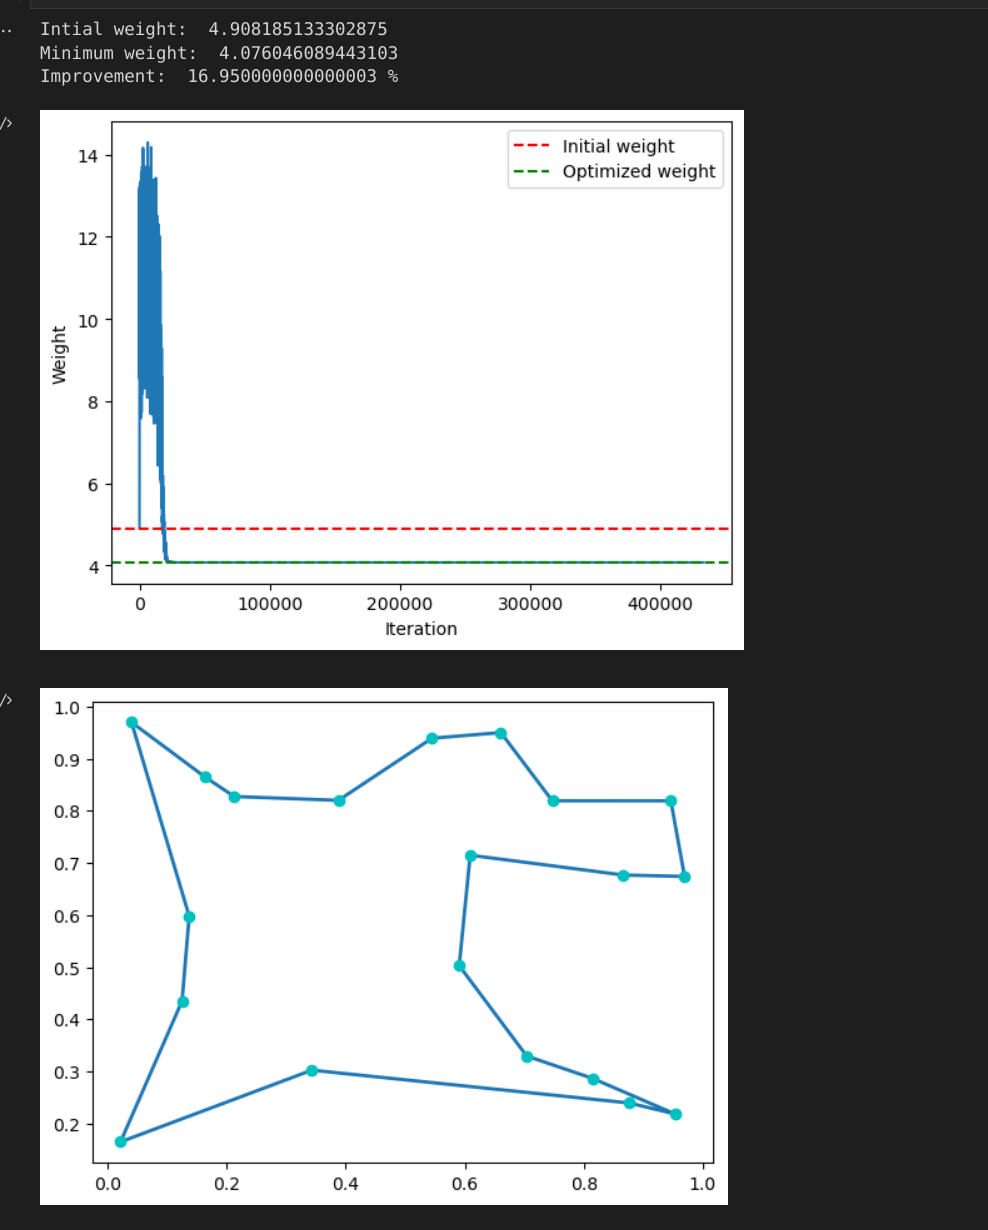 Intial weight:  4.908185133302875
Minimum weight:  4.076046089443103
Improvement:  16.950000000000003 %
/>
Initial weight
Optimized weight
14
12
10
8
6
4
Weight
0 100000 200000 300000 400000
Iteration
/>
1.0
0.9
0.8
0.7
0.6
0.5
0.4
0.3
0.2
0.0 0.2 0.4 0.6 0.8 1.0